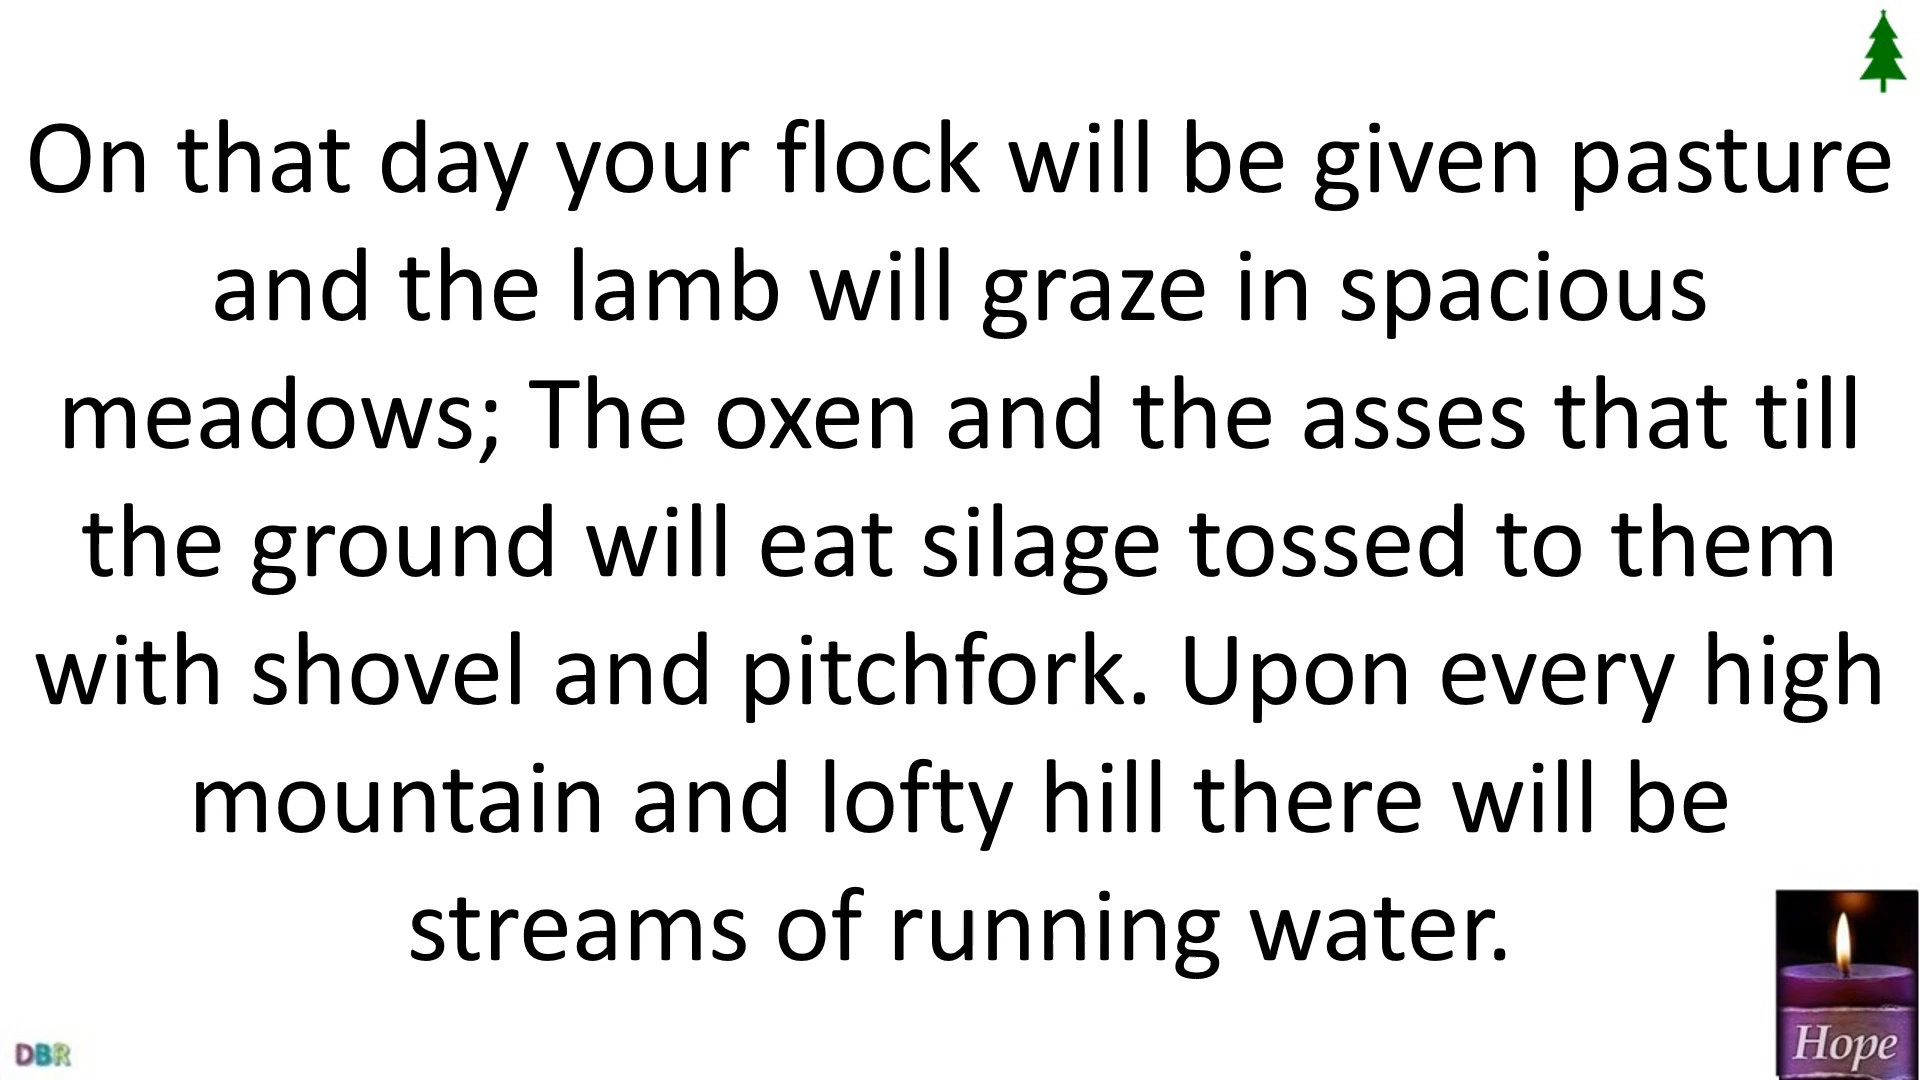 On that day your flock will be given pasture
and the lamb will graze in spacious
meadows; The oxen and the asses that till
the ground will eat silage tossed to them
with shovel and pitchfork. Upon every high
mountain and lofty hill there will be
streams of running water.
Hope
DBR